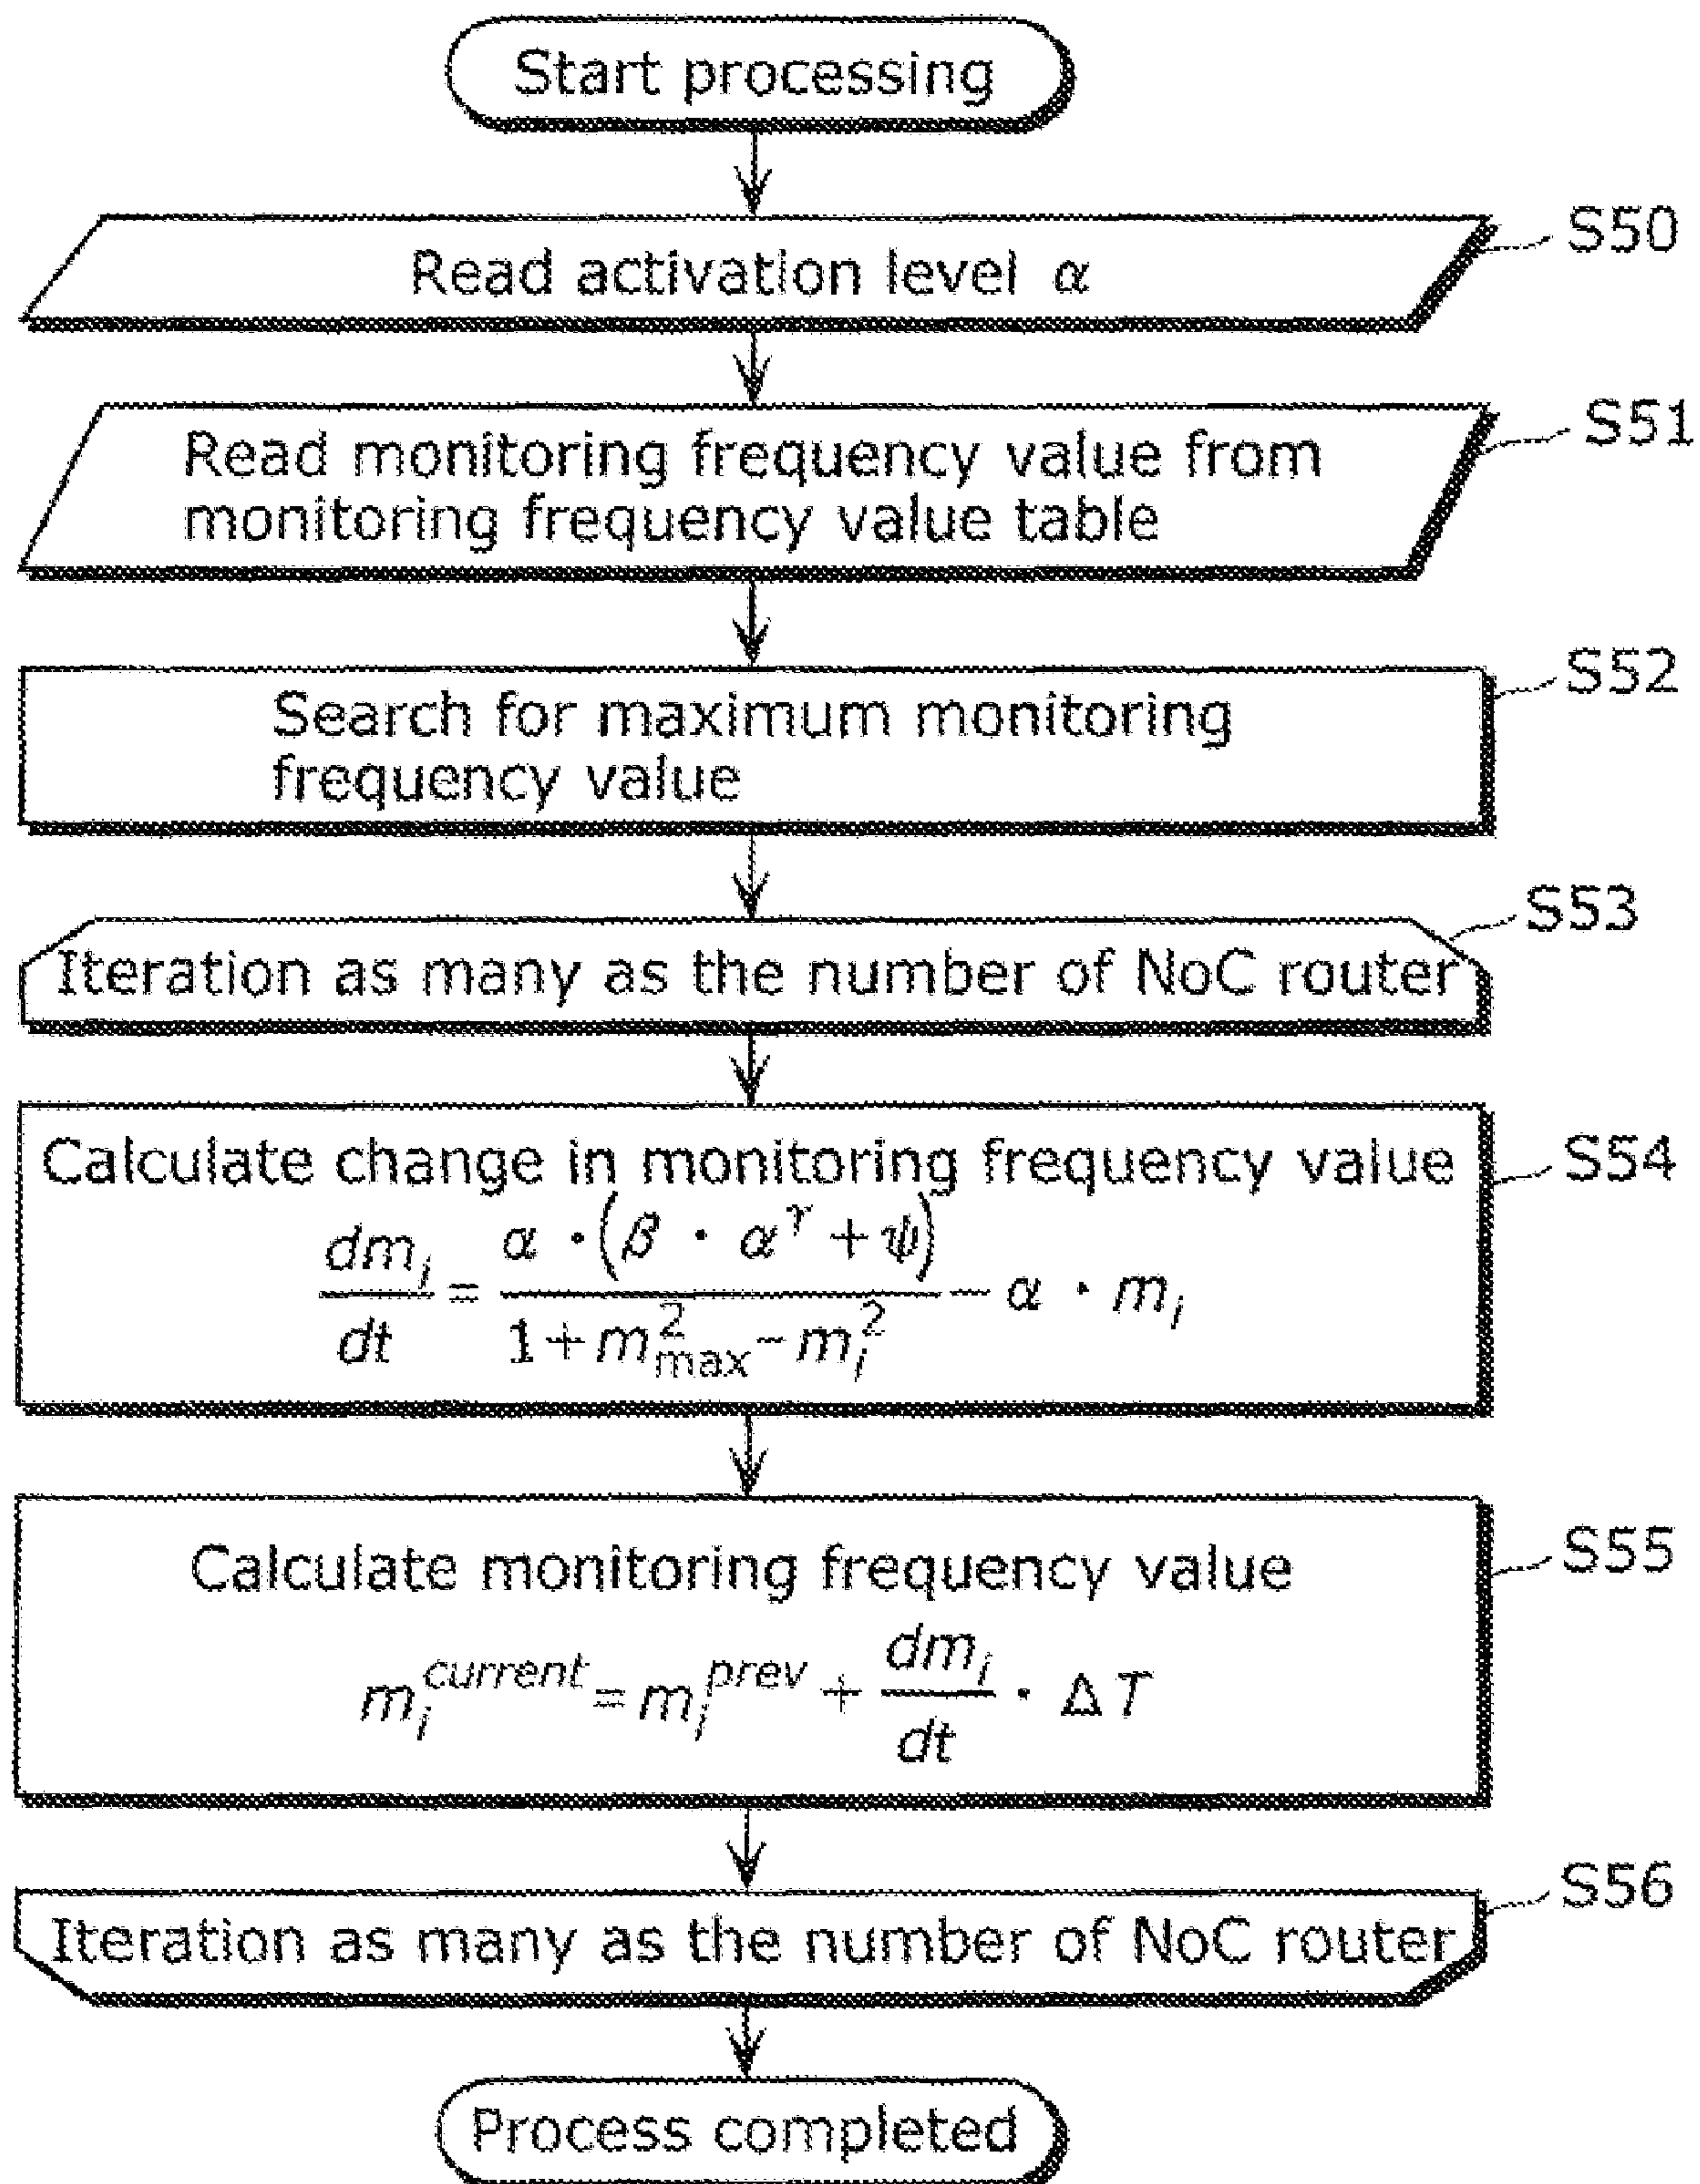 Start processing
S50
Read activation level α
S51
Read monitoring frequency value from
monitoring frequency value table
S52
Search for maximum monitoring
frequency value
S53
Iteration as many as the number of NoC router
S54
Calculate change in monitoring frequency value
dm_i/dt = α · (β · α^γ + ψ)/(1 + m_max^2 - m_i^2) - α · m_i
S55
Calculate monitoring frequency value
m_i^current = m_i^prev + dm_i/dt · ΔT
S56
Iteration as many as the number of NoC router
Process completed